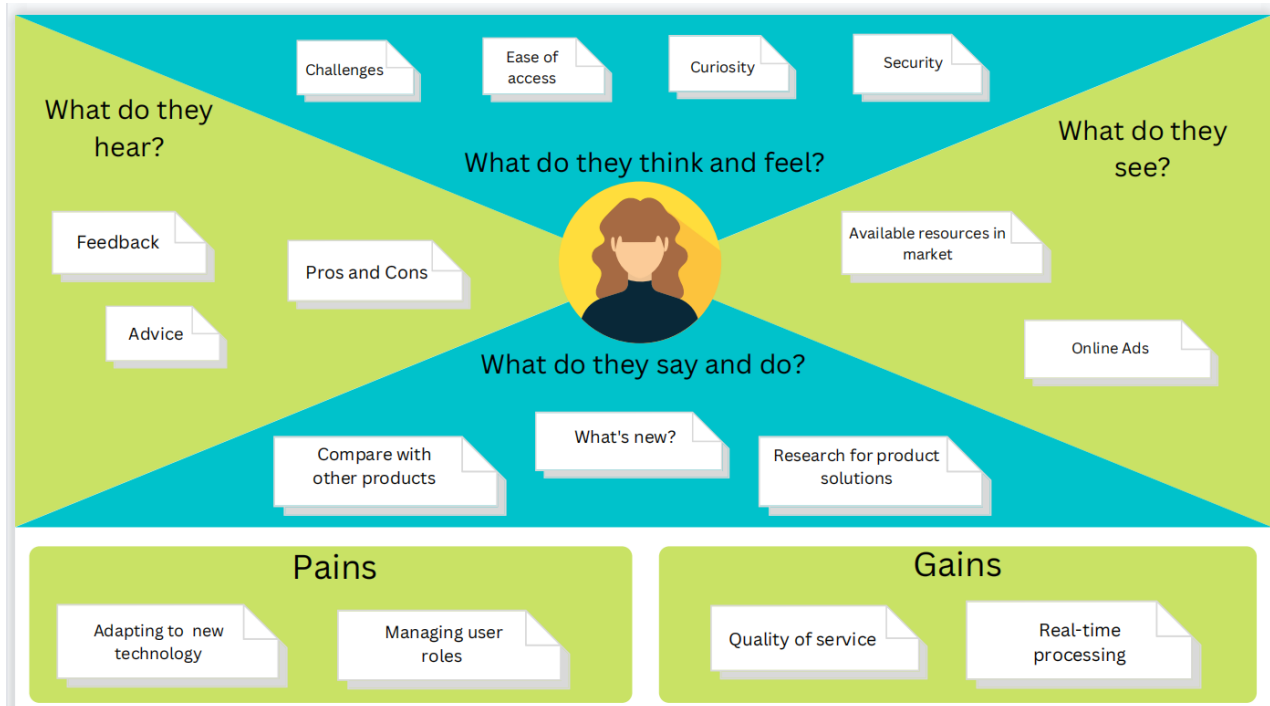 Challenges
Ease of
access
Curiosity
Security
What do they think and feel?
What do they
hear?
Feedback
Pros and Cons
Advice
What do they
see?
Available resources in
market
Online Ads
What do they say and do?
Compare with
other products
What's new?
Research for product
solutions
Pains
Adapting to new
technology
Managing user
roles
Gains
Quality of service
Real-time
processing